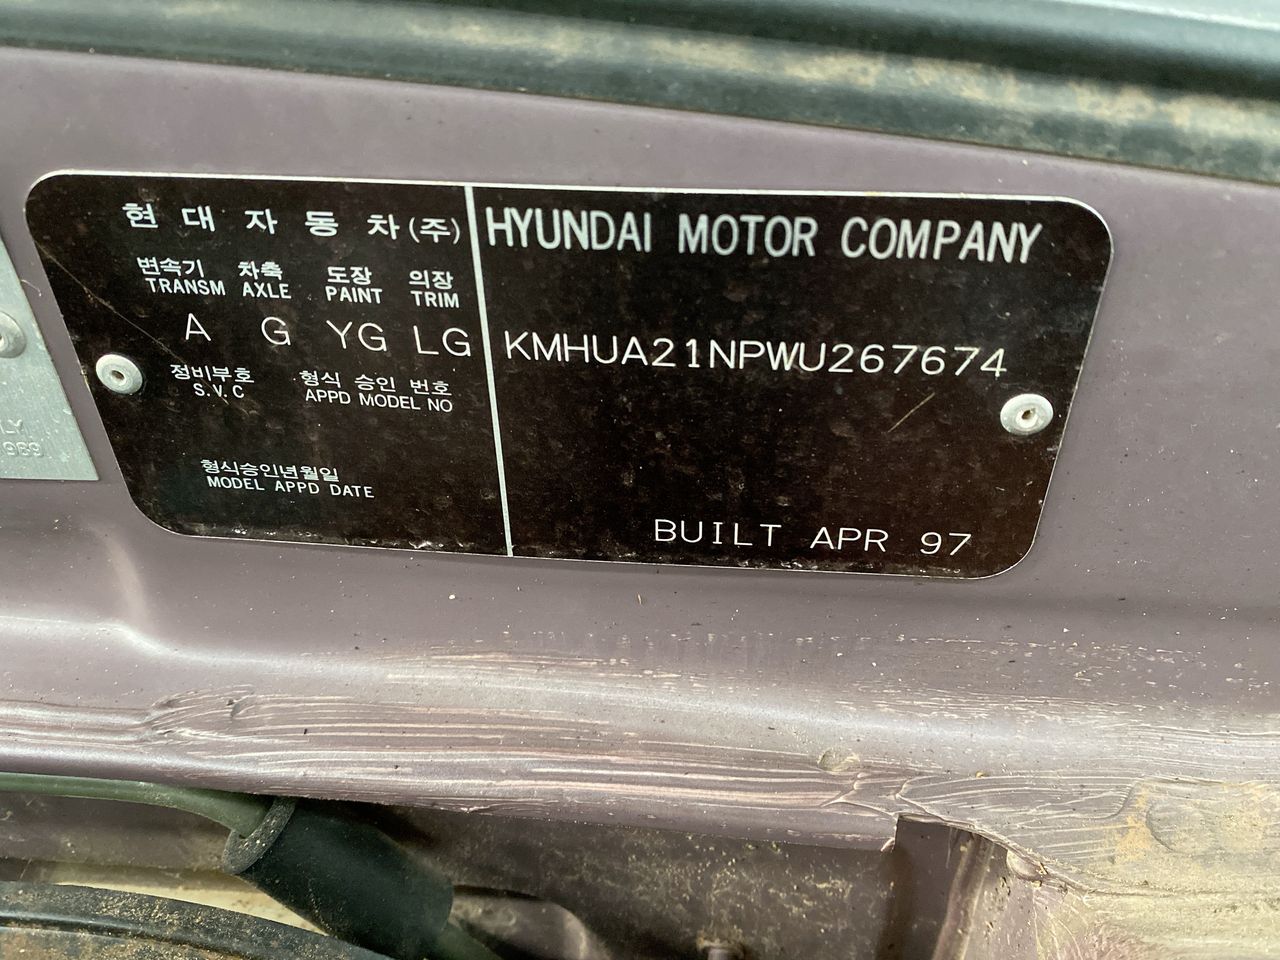 현대자동차(주)
변속기 차축 도장 의장
TRANSM AXLE PAINT TRIM
A G YG LG
정비부호 형식 승인 번호
S.V.C APPD MODEL NO
형식승인년월일
MODEL APPD DATE
HYUNDAI MOTOR COMPANY
KMHUA21NPWU267674
BUILT APR 97
LY
1989